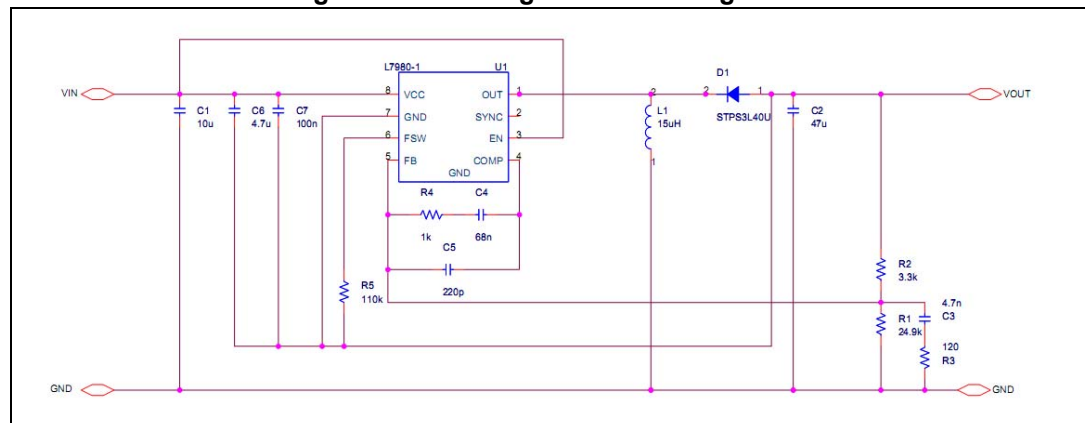 L7980-1 U1
VIN
C1
10u
C6
4.7u
C7
100n
8 VCC OUT 1
7 GND SYNC 2
6 FSW EN 3
5 FB COMP 4
GND
2
L1
15uH
1
D1
2 1
STPS3L40U
C2
47u
VOUT
R4 C4
1k 68n
C5
220p
R5
110k
R2
3.3k
R1
24.9k
4.7n
C3
120
R3
GND
GND